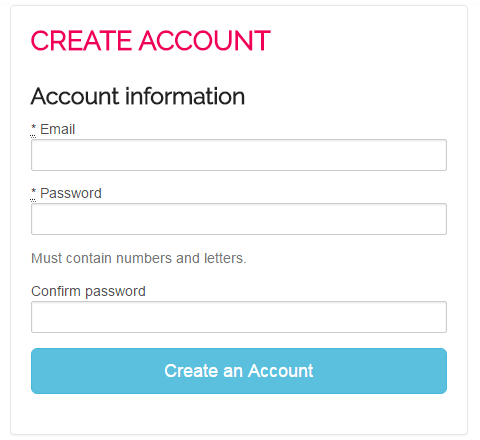 CREATE ACCOUNT
Account information
* Email
* Password
Must contain numbers and letters.
Confirm password
Create an Account